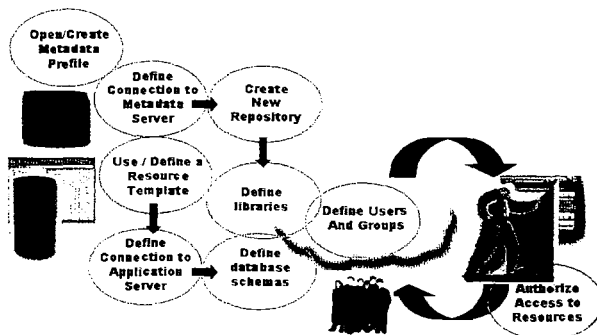 Open/Create
Metadata
Profile
Define
Connection to
Metadata
Server
Create
New
Repository
Use / Define a
Resource
Template
Define
libraries
Define Users
And Groups
Define
Connection to
Application
Server
Define
database
schemas
Authorize
Access to
Resources